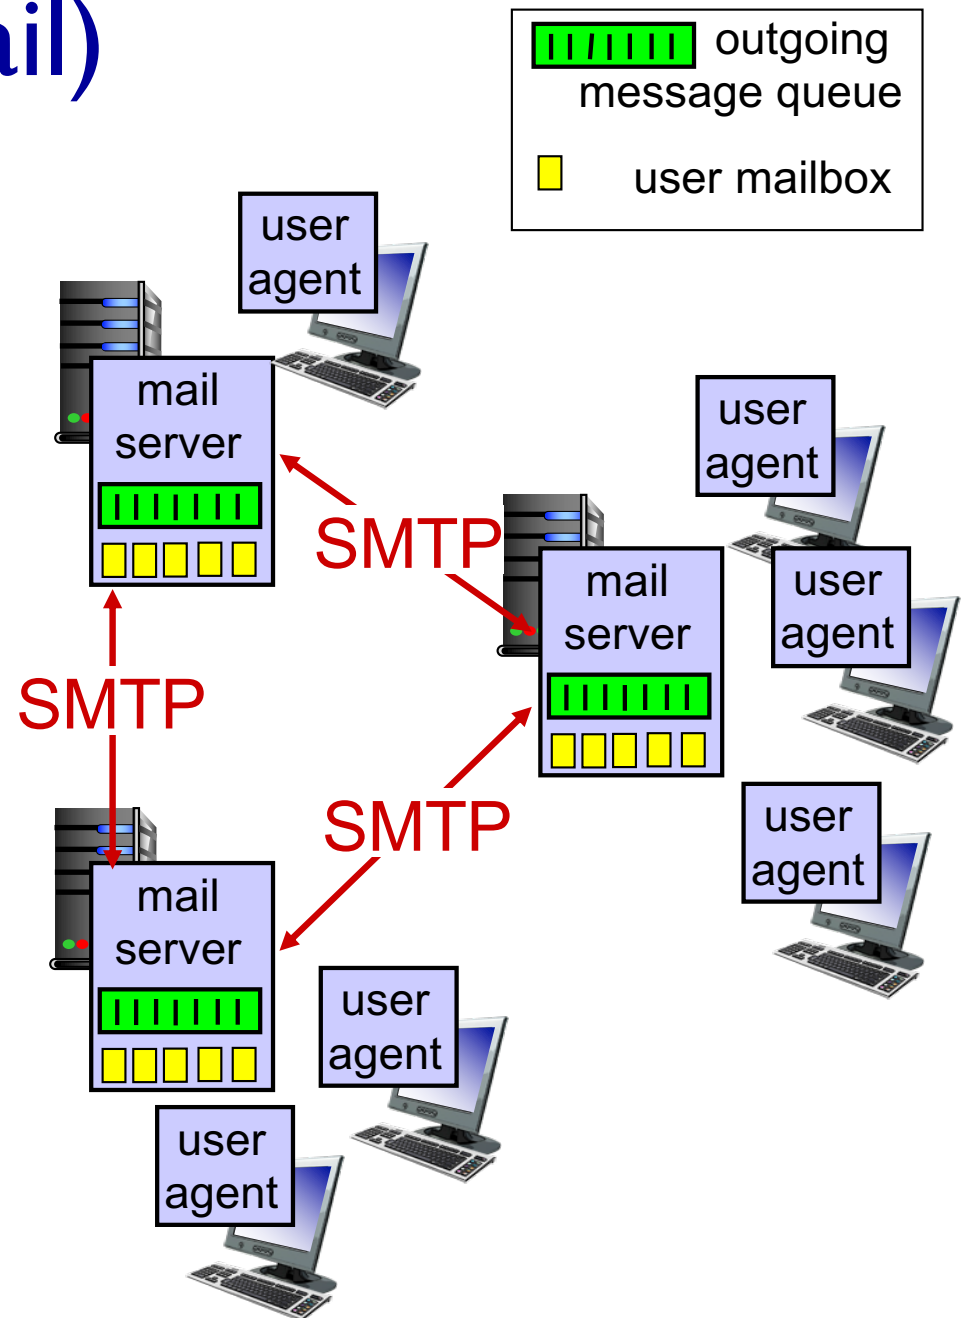 ail)
outgoing
message queue
user mailbox
user
agent
mail
server
SMTP
user
agent
mail
server
user
agent
SMTP
SMTP
user
agent
mail
server
user
agent
user
agent